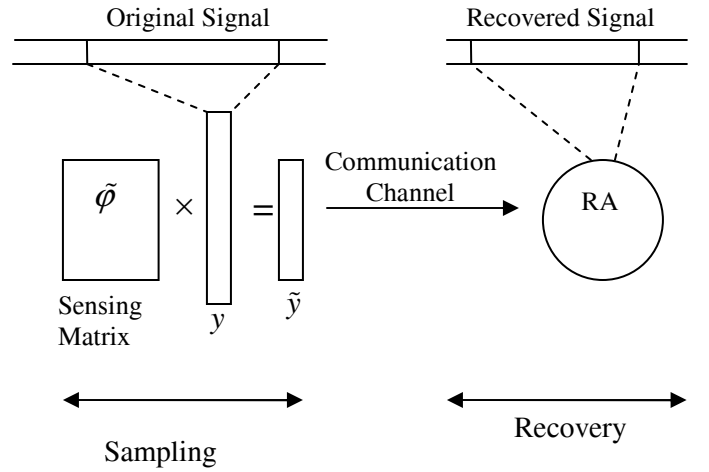 Original Signal
Recovered Signal
Communication
Channel
φ̃ × = 
RA
Sensing
Matrix
y
ỹ
Sampling
Recovery